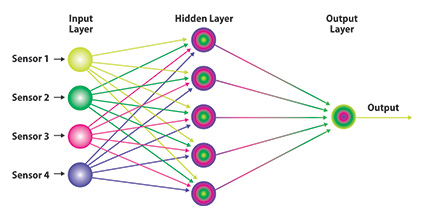 Input
Layer
Hidden Layer
Output
Layer
Sensor 1
Sensor 2
Sensor 3
Sensor 4
Output